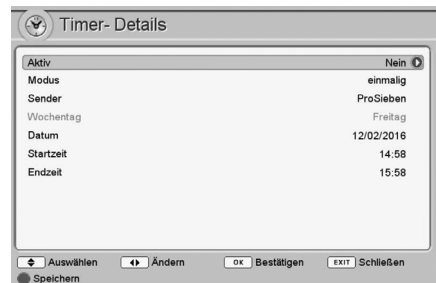 Timer- Details
Aktiv Nein
Modus einmalig
Sender ProSieben
Wochentag Freitag
Datum 12/02/2016
Startzeit 14:58
Endzeit 15:58
Auswählen Ändern OK Bestätigen EXIT Schließen
Speichern